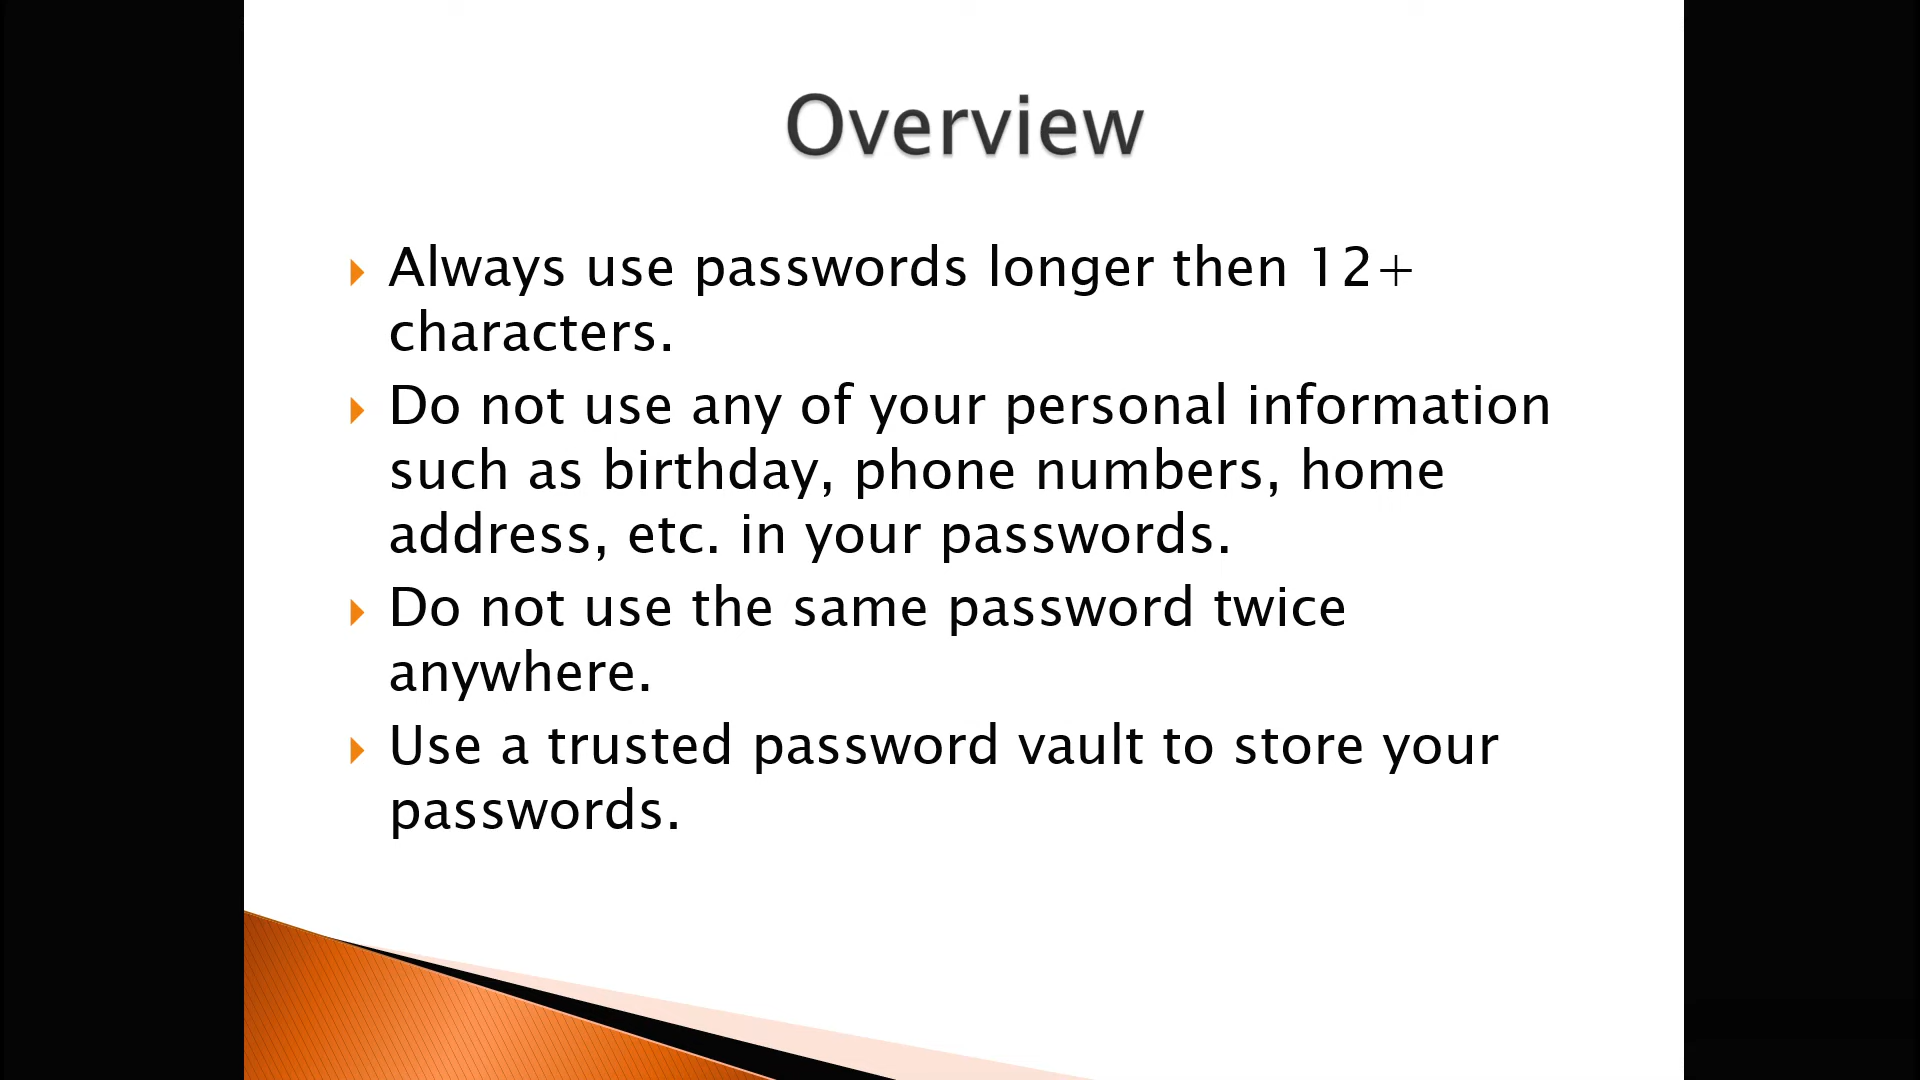 Overview
Always use passwords longer then 12+
characters.
Do not use any of your personal information
such as birthday, phone numbers, home
address, etc. in your passwords.
Do not use the same password twice
anywhere.
Use a trusted password vault to store your
passwords.